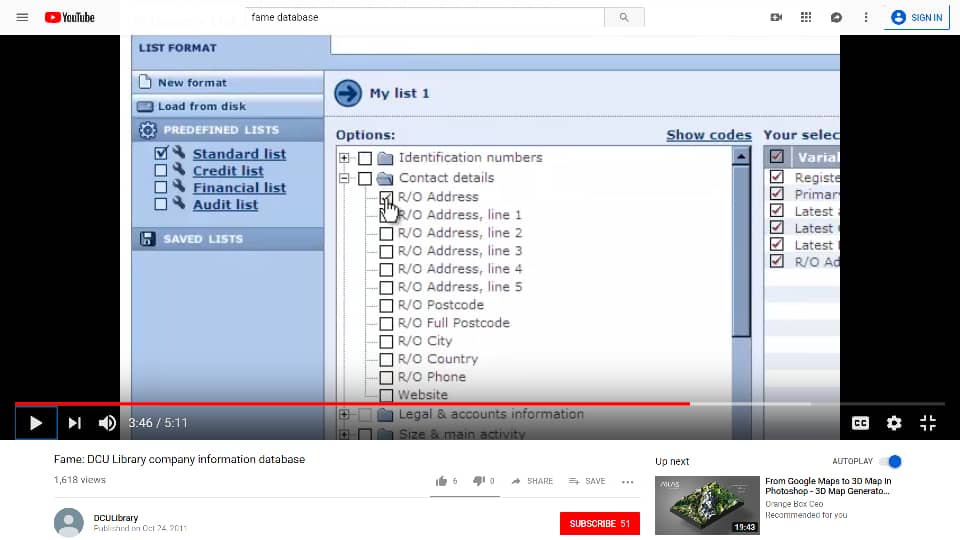 YouTube
fame database
SIGN IN
LIST FORMAT
New format
Load from disk
PREDEFINED LISTS
Standard list
Credit list
Financial list
Audit list
SAVED LISTS
My list 1
Options:
Show codes
Identification numbers
Contact details
R/O Address
R/O Address, line 1
R/O Address, line 2
R/O Address, line 3
R/O Address, line 4
R/O Address, line 5
R/O Postcode
R/O Full Postcode
R/O City
R/O Country
R/O Phone
Website
Legal & accounts information
Size & main activity
Your selec
Varial
Registe
Primar
Latest
Latest
Latest
R/O Ad
3:46 / 5:11
CC
Fame: DCU Library company information database
1,618 views
6
0
SHARE
SAVE
DCULibrary
Published on Oct 24, 2011
SUBSCRIBE 51
Up next
AUTOPLAY
From Google Maps to 3D Map in
Photoshop - 3D Map Generato...
Orange Box Ceo
Recommended for you
ATLAS
19:43